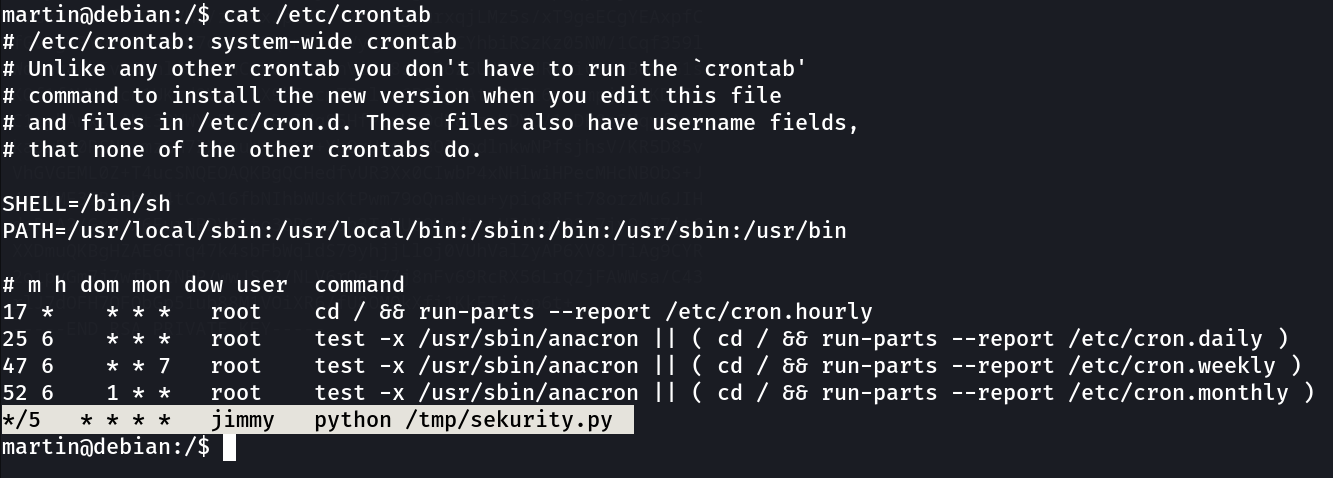 martin@debian:/$ cat /etc/crontab
# /etc/crontab: system-wide crontab
# Unlike any other crontab you don't have to run the `crontab'
# command to install the new version when you edit this file
# and files in /etc/cron.d. These files also have username fields,
# that none of the other crontabs do.

SHELL=/bin/sh
PATH=/usr/local/sbin:/usr/local/bin:/sbin:/bin:/usr/sbin:/usr/bin

# m h dom mon dow user  command
17 *    * * *   root    cd / && run-parts --report /etc/cron.hourly
25 6    * * *   root    test -x /usr/sbin/anacron || ( cd / && run-parts --report /etc/cron.daily )
47 6    * * 7   root    test -x /usr/sbin/anacron || ( cd / && run-parts --report /etc/cron.weekly )
52 6    1 * *   root    test -x /usr/sbin/anacron || ( cd / && run-parts --report /etc/cron.monthly )
*/5   * * * *   jimmy   python /tmp/sekurity.py
martin@debian:/$